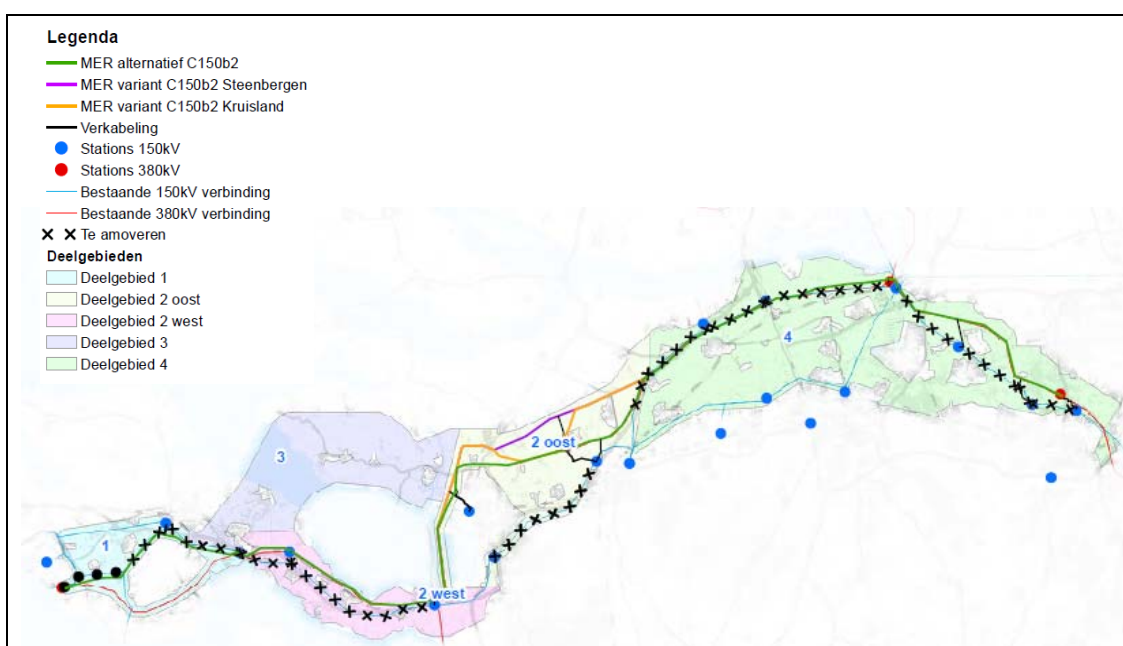 Legenda
MER alternatief C150b2
MER variant C150b2 Steenbergen
MER variant C150b2 Kruisland
Verkabeling
Stations 150kV
Stations 380kV
Bestaande 150kV verbinding
Bestaande 380kV verbinding
Te amoveren
Deelgebieden
Deelgebied 1
Deelgebied 2 oost
Deelgebied 2 west
Deelgebied 3
Deelgebied 4
4
2 oost
3
1
2 west